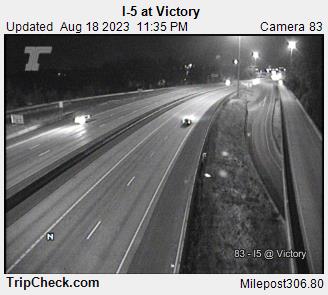 I-5 at Victory
Updated Aug 18 2023 11:35 PM Camera 83
T
N
83 - I5 @ Victory
TripCheck.com Milepost306.80